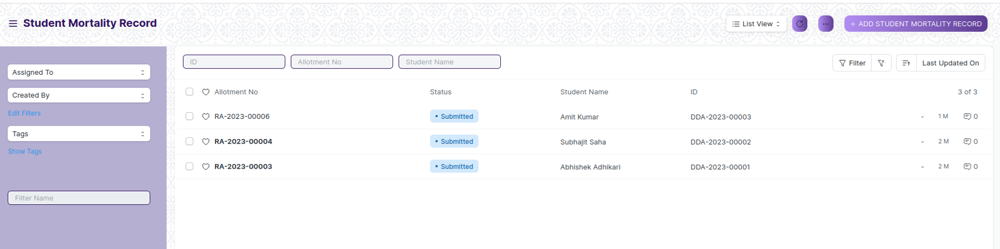 Student Mortality Record
List View
...
+ ADD STUDENT MORTALITY RECORD
Assigned To
Created By
Edit Filters
Tags
Show Tags
Filter Name
ID
Allotment No
Student Name
Filter
Last Updated On
Allotment No Status Student Name ID 3 of 3
RA-2023-00006 • Submitted Amit Kumar DDA-2023-00003 - 1 M 0
RA-2023-00004 • Submitted Subhajit Saha DDA-2023-00002 - 2 M 0
RA-2023-00003 • Submitted Abhishek Adhikari DDA-2023-00001 - 2 M 0